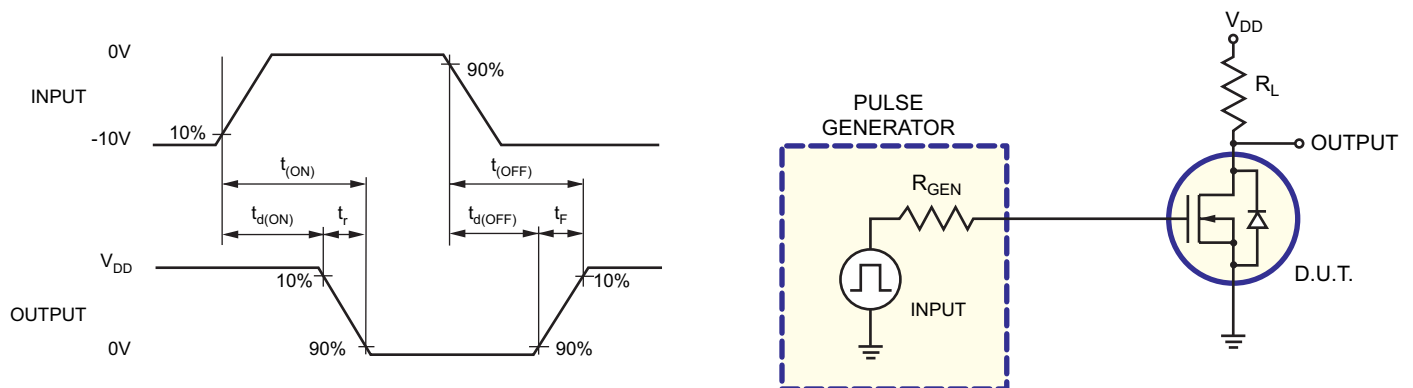 0V
INPUT
-10V
10%
90%
t(ON)
t(OFF)
td(ON)
tr
td(OFF)
tF
VDD
OUTPUT
0V
10%
90%
90%
10%
PULSE
GENERATOR
RGEN
INPUT
VDD
RL
OUTPUT
D.U.T.